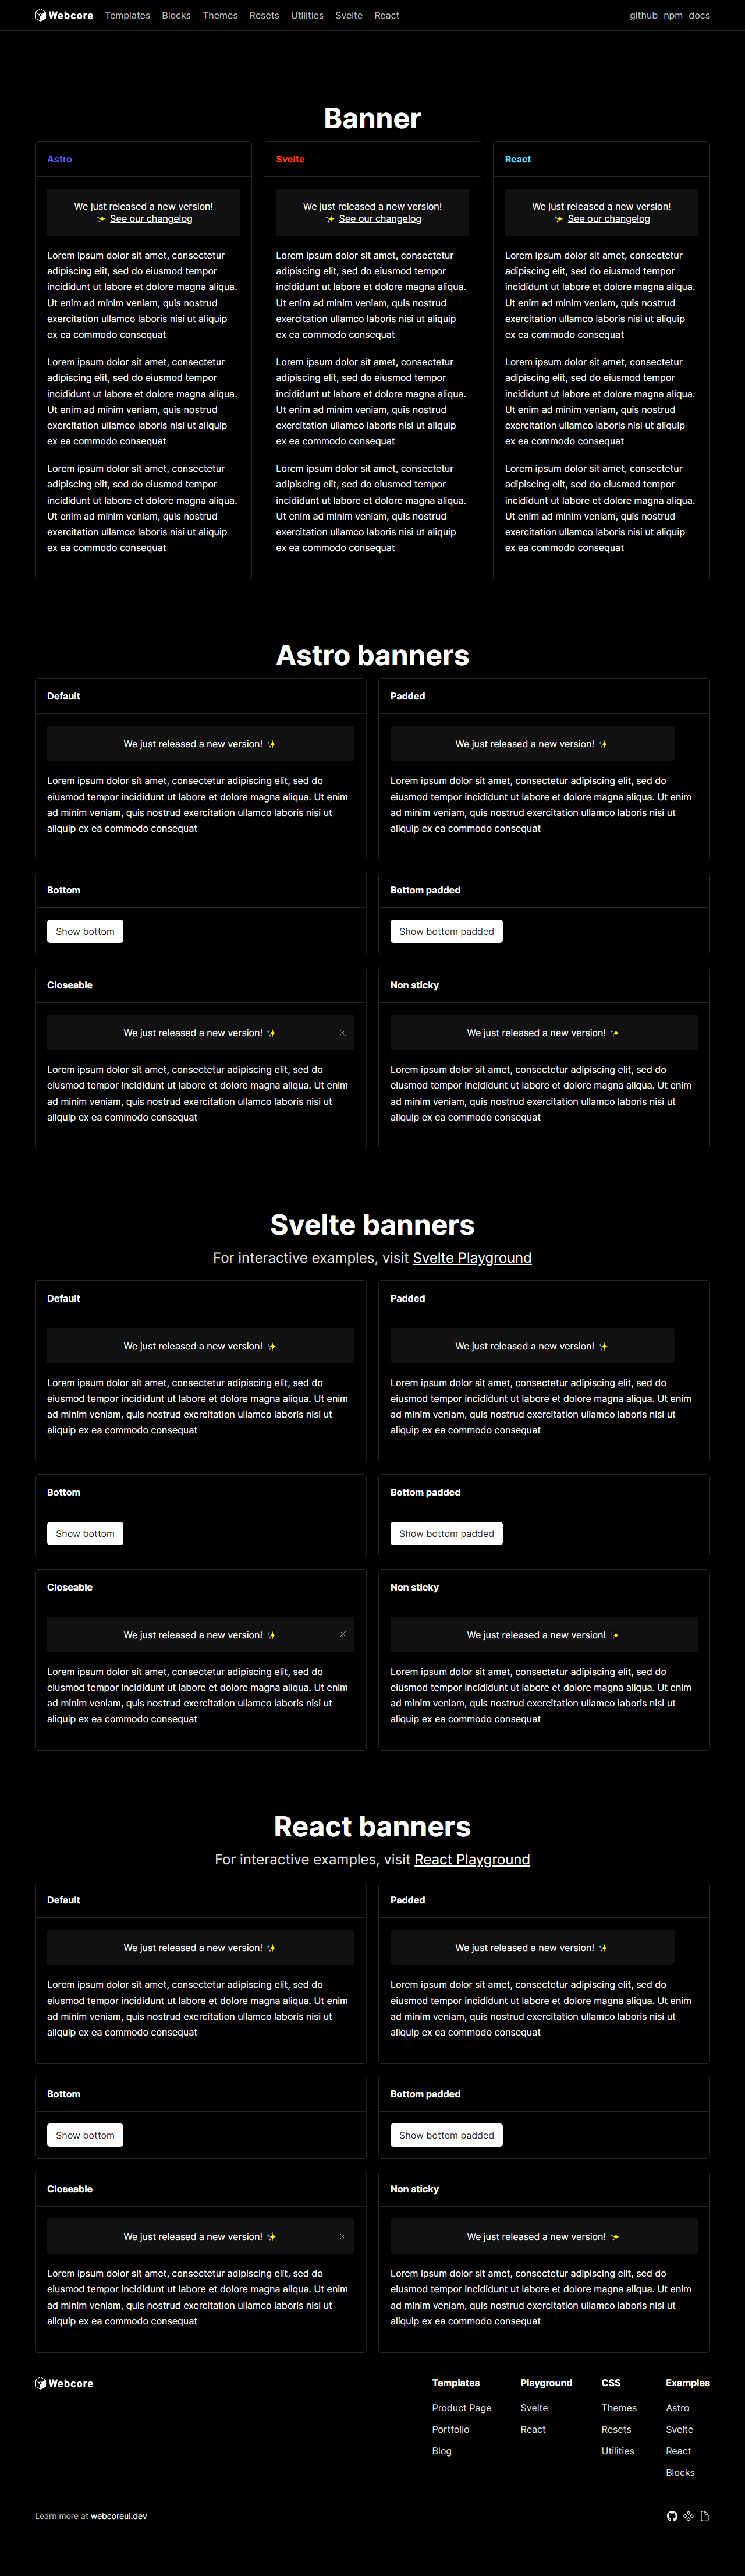 Webcore Templates Blocks Themes Resets Utilities Svelte React github npm docs
Banner
Astro
We just released a new version!
✨ See our changelog
Lorem ipsum dolor sit amet, consectetur
adipiscing elit, sed do eiusmod tempor
incididunt ut labore et dolore magna aliqua.
Ut enim ad minim veniam, quis nostrud
exercitation ullamco laboris nisi ut aliquip
ex ea commodo consequat
Lorem ipsum dolor sit amet, consectetur
adipiscing elit, sed do eiusmod tempor
incididunt ut labore et dolore magna aliqua.
Ut enim ad minim veniam, quis nostrud
exercitation ullamco laboris nisi ut aliquip
ex ea commodo consequat
Lorem ipsum dolor sit amet, consectetur
adipiscing elit, sed do eiusmod tempor
incididunt ut labore et dolore magna aliqua.
Ut enim ad minim veniam, quis nostrud
exercitation ullamco laboris nisi ut aliquip
ex ea commodo consequat
Svelte
We just released a new version!
✨ See our changelog
Lorem ipsum dolor sit amet, consectetur
adipiscing elit, sed do eiusmod tempor
incididunt ut labore et dolore magna aliqua.
Ut enim ad minim veniam, quis nostrud
exercitation ullamco laboris nisi ut aliquip
ex ea commodo consequat
Lorem ipsum dolor sit amet, consectetur
adipiscing elit, sed do eiusmod tempor
incididunt ut labore et dolore magna aliqua.
Ut enim ad minim veniam, quis nostrud
exercitation ullamco laboris nisi ut aliquip
ex ea commodo consequat
Lorem ipsum dolor sit amet, consectetur
adipiscing elit, sed do eiusmod tempor
incididunt ut labore et dolore magna aliqua.
Ut enim ad minim veniam, quis nostrud
exercitation ullamco laboris nisi ut aliquip
ex ea commodo consequat
React
We just released a new version!
✨ See our changelog
Lorem ipsum dolor sit amet, consectetur
adipiscing elit, sed do eiusmod tempor
incididunt ut labore et dolore magna aliqua.
Ut enim ad minim veniam, quis nostrud
exercitation ullamco laboris nisi ut aliquip
ex ea commodo consequat
Lorem ipsum dolor sit amet, consectetur
adipiscing elit, sed do eiusmod tempor
incididunt ut labore et dolore magna aliqua.
Ut enim ad minim veniam, quis nostrud
exercitation ullamco laboris nisi ut aliquip
ex ea commodo consequat
Lorem ipsum dolor sit amet, consectetur
adipiscing elit, sed do eiusmod tempor
incididunt ut labore et dolore magna aliqua.
Ut enim ad minim veniam, quis nostrud
exercitation ullamco laboris nisi ut aliquip
ex ea commodo consequat
Astro banners
Default
We just released a new version! ✨
Lorem ipsum dolor sit amet, consectetur adipiscing elit, sed do
eiusmod tempor incididunt ut labore et dolore magna aliqua. Ut enim
ad minim veniam, quis nostrud exercitation ullamco laboris nisi ut
aliquip ex ea commodo consequat
Padded
We just released a new version! ✨
Lorem ipsum dolor sit amet, consectetur adipiscing elit, sed do
eiusmod tempor incididunt ut labore et dolore magna aliqua. Ut enim
ad minim veniam, quis nostrud exercitation ullamco laboris nisi ut
aliquip ex ea commodo consequat
Bottom
Show bottom
Bottom padded
Show bottom padded
Closeable
We just released a new version! ✨
Lorem ipsum dolor sit amet, consectetur adipiscing elit, sed do
eiusmod tempor incididunt ut labore et dolore magna aliqua. Ut enim
ad minim veniam, quis nostrud exercitation ullamco laboris nisi ut
aliquip ex ea commodo consequat
Non sticky
We just released a new version! ✨
Lorem ipsum dolor sit amet, consectetur adipiscing elit, sed do
eiusmod tempor incididunt ut labore et dolore magna aliqua. Ut enim
ad minim veniam, quis nostrud exercitation ullamco laboris nisi ut
aliquip ex ea commodo consequat
Svelte banners
For interactive examples, visit Svelte Playground
Default
We just released a new version! ✨
Lorem ipsum dolor sit amet, consectetur adipiscing elit, sed do
eiusmod tempor incididunt ut labore et dolore magna aliqua. Ut enim
ad minim veniam, quis nostrud exercitation ullamco laboris nisi ut
aliquip ex ea commodo consequat
Padded
We just released a new version! ✨
Lorem ipsum dolor sit amet, consectetur adipiscing elit, sed do
eiusmod tempor incididunt ut labore et dolore magna aliqua. Ut enim
ad minim veniam, quis nostrud exercitation ullamco laboris nisi ut
aliquip ex ea commodo consequat
Bottom
Show bottom
Bottom padded
Show bottom padded
Closeable
We just released a new version! ✨
Lorem ipsum dolor sit amet, consectetur adipiscing elit, sed do
eiusmod tempor incididunt ut labore et dolore magna aliqua. Ut enim
ad minim veniam, quis nostrud exercitation ullamco laboris nisi ut
aliquip ex ea commodo consequat
Non sticky
We just released a new version! ✨
Lorem ipsum dolor sit amet, consectetur adipiscing elit, sed do
eiusmod tempor incididunt ut labore et dolore magna aliqua. Ut enim
ad minim veniam, quis nostrud exercitation ullamco laboris nisi ut
aliquip ex ea commodo consequat
React banners
For interactive examples, visit React Playground
Default
We just released a new version! ✨
Lorem ipsum dolor sit amet, consectetur adipiscing elit, sed do
eiusmod tempor incididunt ut labore et dolore magna aliqua. Ut enim
ad minim veniam, quis nostrud exercitation ullamco laboris nisi ut
aliquip ex ea commodo consequat
Padded
We just released a new version! ✨
Lorem ipsum dolor sit amet, consectetur adipiscing elit, sed do
eiusmod tempor incididunt ut labore et dolore magna aliqua. Ut enim
ad minim veniam, quis nostrud exercitation ullamco laboris nisi ut
aliquip ex ea commodo consequat
Bottom
Show bottom
Bottom padded
Show bottom padded
Closeable
We just released a new version! ✨
Lorem ipsum dolor sit amet, consectetur adipiscing elit, sed do
eiusmod tempor incididunt ut labore et dolore magna aliqua. Ut enim
ad minim veniam, quis nostrud exercitation ullamco laboris nisi ut
aliquip ex ea commodo consequat
Non sticky
We just released a new version! ✨
Lorem ipsum dolor sit amet, consectetur adipiscing elit, sed do
eiusmod tempor incididunt ut labore et dolore magna aliqua. Ut enim
ad minim veniam, quis nostrud exercitation ullamco laboris nisi ut
aliquip ex ea commodo consequat
Webcore
Templates
Product Page
Portfolio
Blog
Playground
Svelte
React
CSS
Themes
Resets
Utilities
Examples
Astro
Svelte
React
Blocks
Learn more at webcoreui.dev